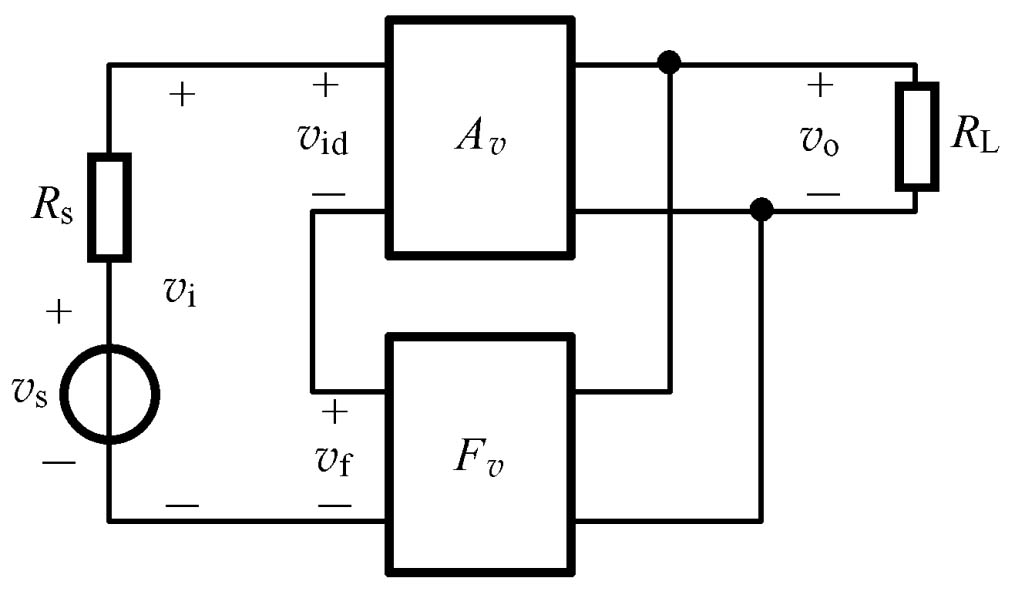 + + A_v + R_L
v_id v_o
R_s − −
+ v_i
v_s + F_v
− v_f
− −